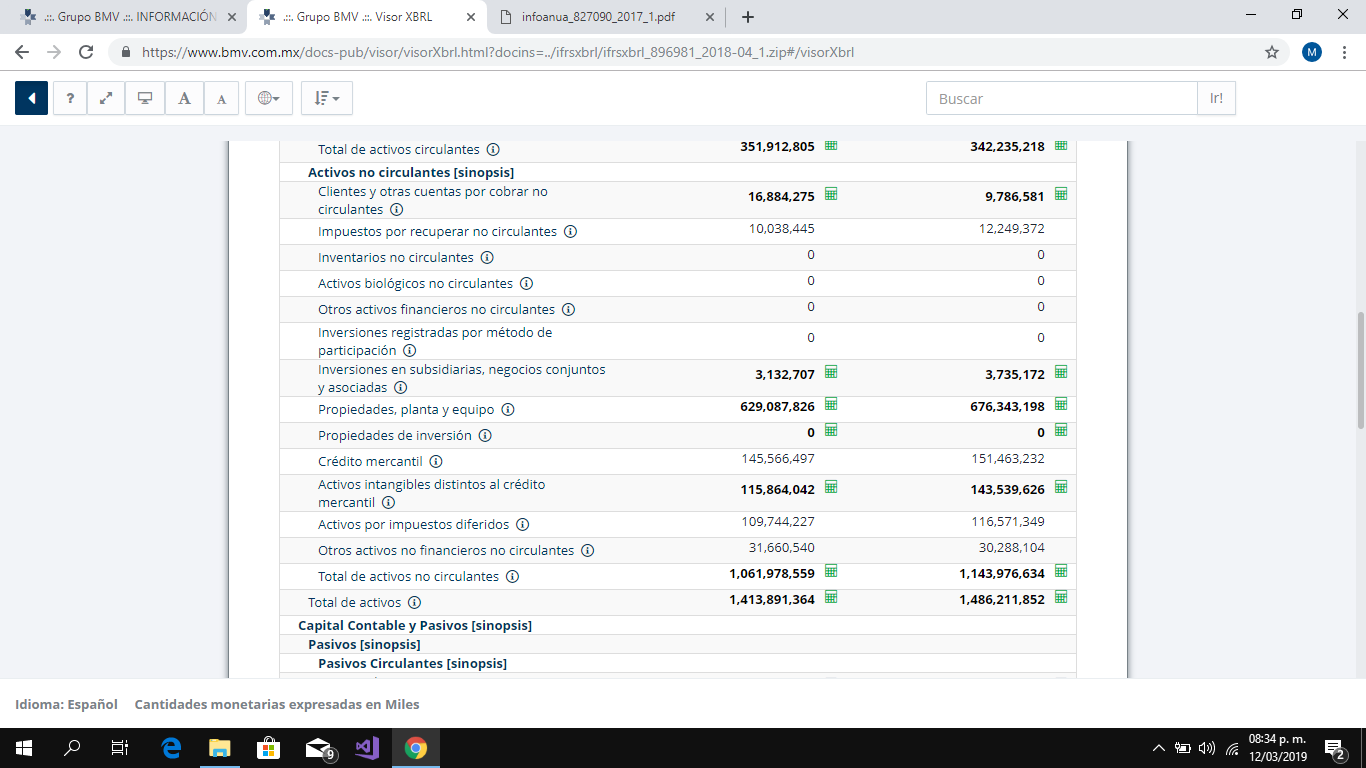 .::. Grupo BMV .::. INFORMACIÓN
.::. Grupo BMV .::. Visor XBRL
infoanua_827090_2017_1.pdf
https://www.bmv.com.mx/docs-pub/visor/visorXbrl.html?docins=../ifrsxbrl/ifrsxbrl_896981_2018-04_1.zip#/visorXbrl
M
? A A Buscar Ir!
Total de activos circulantes 351,912,805 342,235,218
Activos no circulantes [sinopsis]
Clientes y otras cuentas por cobrar no
circulantes 16,884,275 9,786,581
Impuestos por recuperar no circulantes 10,038,445 12,249,372
Inventarios no circulantes 0 0
Activos biológicos no circulantes 0 0
Otros activos financieros no circulantes 0 0
Inversiones registradas por método de
participación 0 0
Inversiones en subsidiarias, negocios conjuntos
y asociadas 3,132,707 3,735,172
Propiedades, planta y equipo 629,087,826 676,343,198
Propiedades de inversión 0 0
Crédito mercantil 145,566,497 151,463,232
Activos intangibles distintos al crédito
mercantil 115,864,042 143,539,626
Activos por impuestos diferidos 109,744,227 116,571,349
Otros activos no financieros no circulantes 31,660,540 30,288,104
Total de activos no circulantes 1,061,978,559 1,143,976,634
Total de activos 1,413,891,364 1,486,211,852
Capital Contable y Pasivos [sinopsis]
Pasivos [sinopsis]
Pasivos Circulantes [sinopsis]
Idioma: Español Cantidades monetarias expresadas en Miles
9
08:34 p. m.
12/03/2019
2